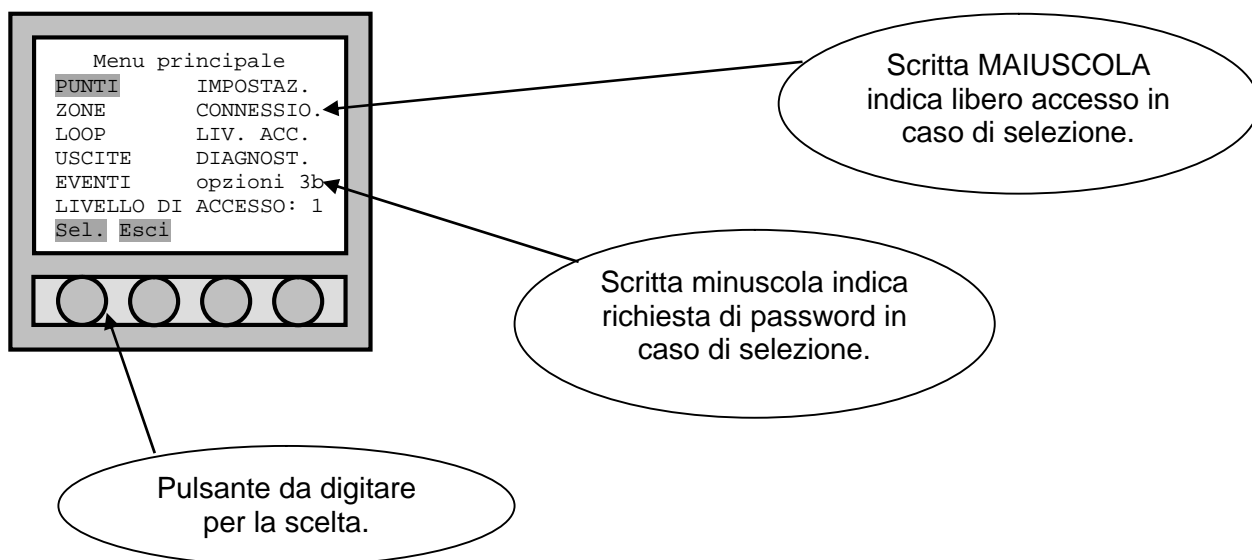 Menu principale
PUNTI IMPOSTAZ.
ZONE CONNESSIO.
LOOP LIV. ACC.
USCITE DIAGNOST.
EVENTI opzioni 3b
LIVELLO DI ACCESSO: 1
Sel. Esci
Scritta MAIUSCOLA
indica libero accesso in
caso di selezione.
Scritta minuscola indica
richiesta di password in
caso di selezione.
Pulsante da digitare
per la scelta.